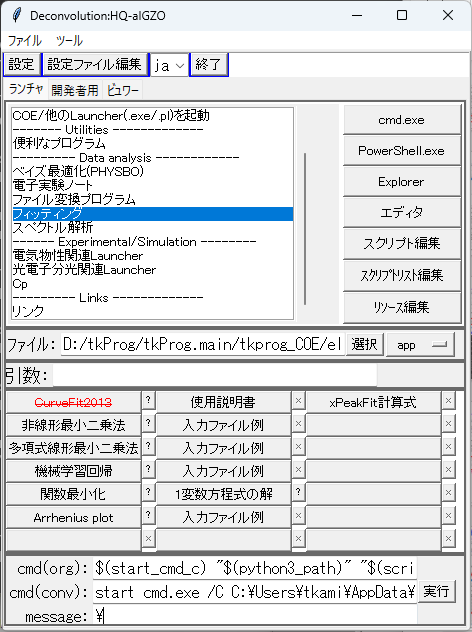 Deconvolution:HQ-aIGZO
ファイル ツール
設定 設定ファイル編集 ja 終了
ランチャ 開発者用 ビュワー
COE/他のLauncher(.exe/.pl)を起動
------- Utilities -------------
便利なプログラム
--------- Data analysis ------------
ベイズ最適化(PHYSBO)
電子実験ノート
ファイル変換プログラム
フィッティング
スペクトル解析
------ Experimental/Simulation --------
電気物性関連Launcher
光電子分光関連Launcher
Cp
--------- Links -------------
リンク
cmd.exe
PowerShell.exe
Explorer
エディタ
スクリプト編集
スクリプトリスト編集
リソース編集
ファイル: D:/tkProg/tkProg.main/tkprog_COE/el 選択 app
引数:
CurveFit2013 ? 使用説明書 × xPeakFit計算式 ×
非線形最小二乗法 ? 入力ファイル例 × ×
多項式線形最小二乗法 ? 入力ファイル例 × ×
機械学習回帰 ? 入力ファイル例 × ×
関数最小化 ? 1変数方程式の解 ? ×
Arrhenius plot ? 入力ファイル例 × ×
× × ×
cmd(org): $(start_cmd_c) "$(python3_path)" "$(scri
cmd(conv): start cmd.exe /C C:¥Users¥tkami¥AppData¥ 実行
message: ¥